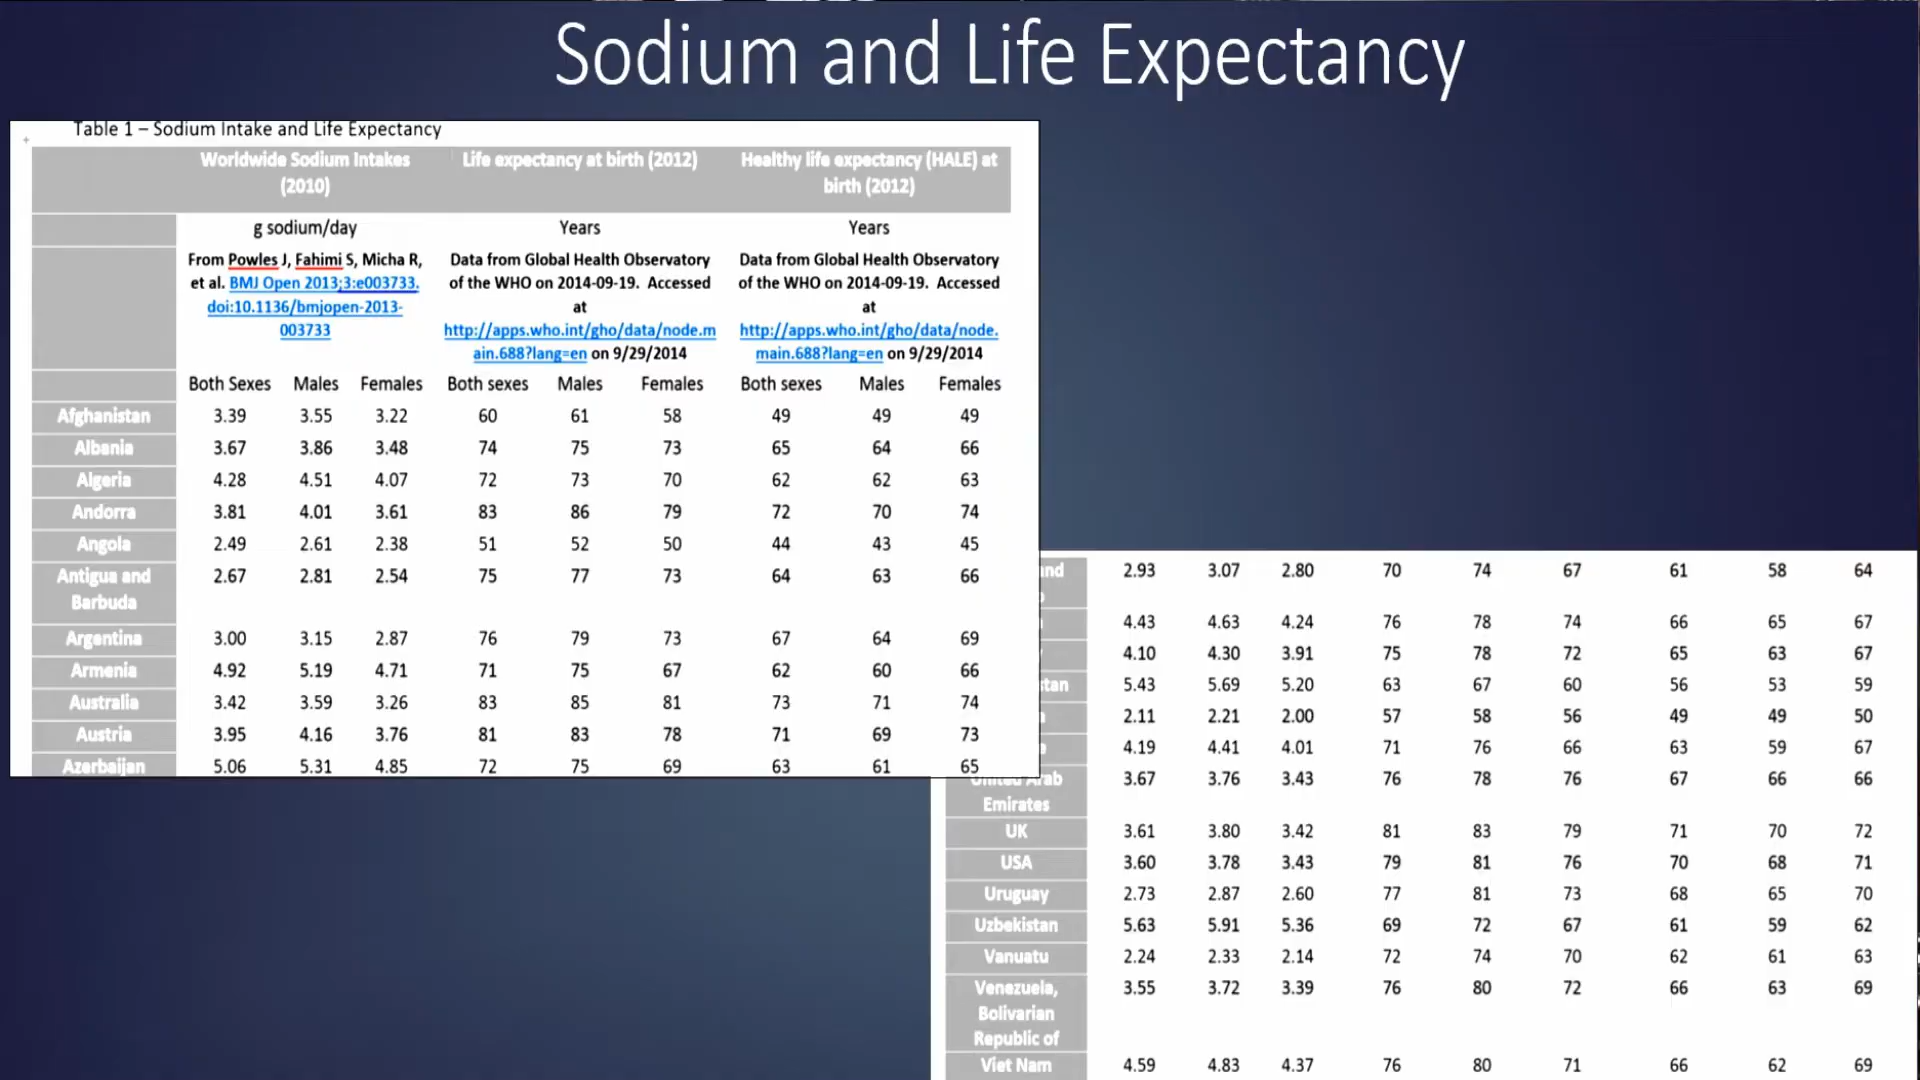 Sodium and Life Expectancy
Table 1 – Sodium Intake and Life Expectancy
Worldwide Sodium Intakes (2010) Life expectancy at birth (2012) Healthy life expectancy (HALE) at birth (2012)
g sodium/day Years Years
From Powles J, Fahimi S, Micha R, et al. BMJ Open 2013;3:e003733. doi:10.1136/bmjopen-2013-003733
Data from Global Health Observatory of the WHO on 2014-09-19. Accessed at http://apps.who.int/gho/data/node.main.688?lang=en on 9/29/2014
Data from Global Health Observatory of the WHO on 2014-09-19. Accessed at http://apps.who.int/gho/data/node.main.688?lang=en on 9/29/2014
Both Sexes Males Females Both sexes Males Females Both sexes Males Females
Afghanistan 3.39 3.55 3.22 60 61 58 49 49 49
Albania 3.67 3.86 3.48 74 75 73 65 64 66
Algeria 4.28 4.51 4.07 72 73 70 62 62 63
Andorra 3.81 4.01 3.61 83 86 79 72 70 74
Angola 2.49 2.61 2.38 51 52 50 44 43 45
Antigua and Barbuda 2.67 2.81 2.54 75 77 73 64 63 66
Argentina 3.00 3.15 2.87 76 79 73 67 64 69
Armenia 4.92 5.19 4.71 71 75 67 62 60 66
Australia 3.42 3.59 3.26 83 85 81 73 71 74
Austria 3.95 4.16 3.76 81 83 78 71 69 73
Azerbaijan 5.06 5.31 4.85 72 75 69 63 61 65
2.93 3.07 2.80 70 74 67 61 58 64
4.43 4.63 4.24 76 78 74 66 65 67
4.10 4.30 3.91 75 78 72 65 63 67
5.43 5.69 5.20 63 67 60 56 53 59
2.11 2.21 2.00 57 58 56 49 49 50
4.19 4.41 4.01 71 76 66 63 59 67
United Arab Emirates 3.67 3.76 3.43 76 78 76 67 66 66
UK 3.61 3.80 3.42 81 83 79 71 70 72
USA 3.60 3.78 3.43 79 81 76 70 68 71
Uruguay 2.73 2.87 2.60 77 81 73 68 65 70
Uzbekistan 5.63 5.91 5.36 69 72 67 61 59 62
Vanuatu 2.24 2.33 2.14 72 74 70 62 61 63
Venezuela, Bolivarian Republic of 3.55 3.72 3.39 76 80 72 66 63 69
Viet Nam 4.59 4.83 4.37 76 80 71 66 62 69